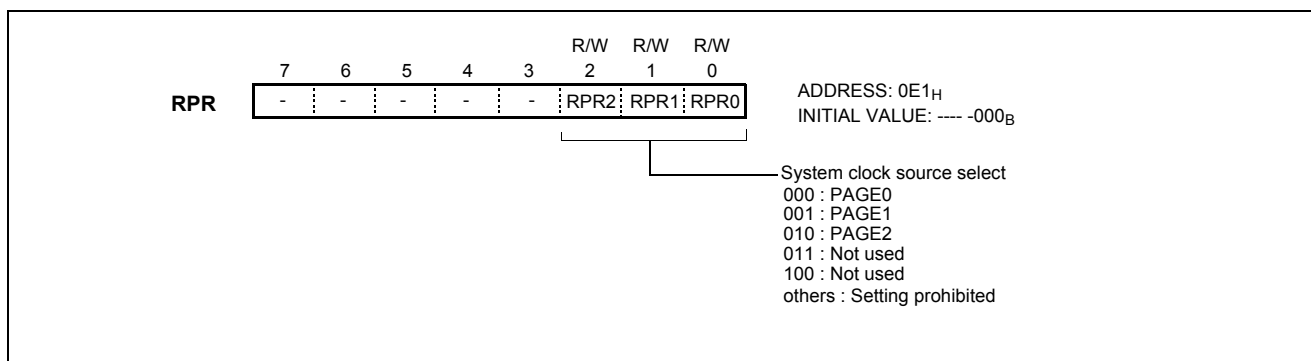 R/W R/W R/W
7 6 5 4 3 2 1 0
RPR - - - - - RPR2 RPR1 RPR0
ADDRESS: 0E1H
INITIAL VALUE: ---- -000B
System clock source select
000 : PAGE0
001 : PAGE1
010 : PAGE2
011 : Not used
100 : Not used
others : Setting prohibited